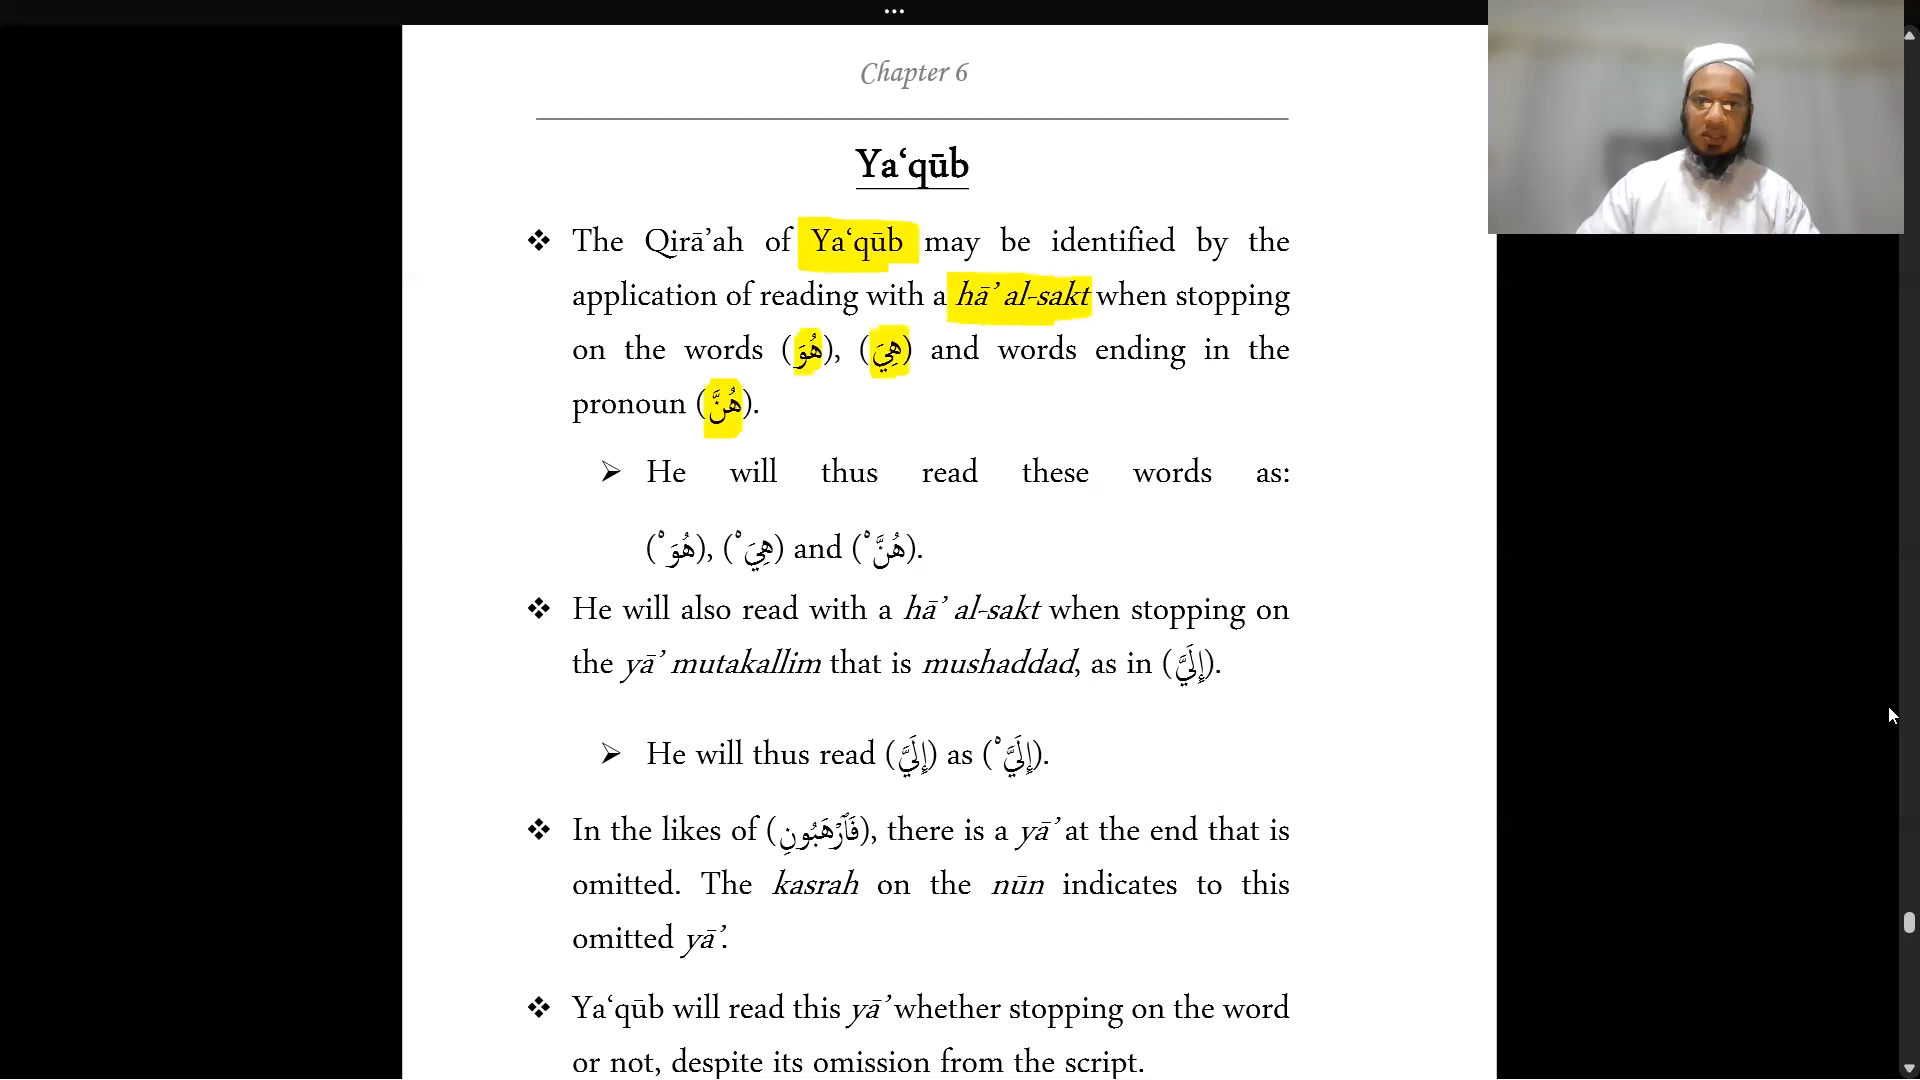 ...
Chapter 6
Ya‘qūb
❖ The Qirā’ah of Ya‘qūb may be identified by the
application of reading with a hā’ al-sakt when stopping
on the words (هُوَ), (هِيَ) and words ending in the
pronoun (هُنَّ).
➢ He will thus read these words as:
(هُوَ ْ), (هِيَ ْ) and (هُنَّ ْ).
❖ He will also read with a hā’ al-sakt when stopping on
the yā’ mutakallim that is mushaddad, as in (إِلَيَّ).
➢ He will thus read (إِلَيَّ) as (إِلَيَّ ْ).
❖ In the likes of (فَٱرْهَبُونِ), there is a yā’ at the end that is
omitted. The kasrah on the nūn indicates to this
omitted yā’.
❖ Ya‘qūb will read this yā’ whether stopping on the word
or not, despite its omission from the script.